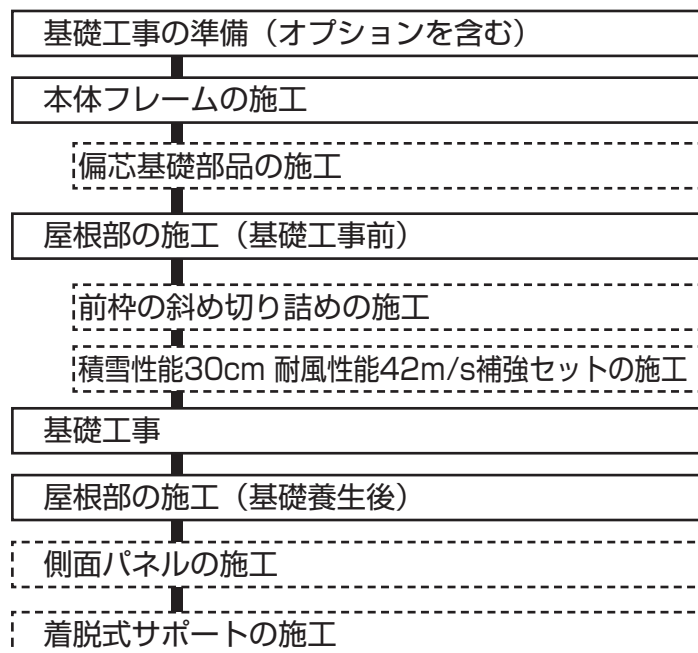 基礎工事の準備（オプションを含む）
本体フレームの施工
偏芯基礎部品の施工
屋根部の施工（基礎工事前）
前枠の斜め切り詰めの施工
積雪性能30cm 耐風性能42m/s補強セットの施工
基礎工事
屋根部の施工（基礎養生後）
側面パネルの施工
着脱式サポートの施工